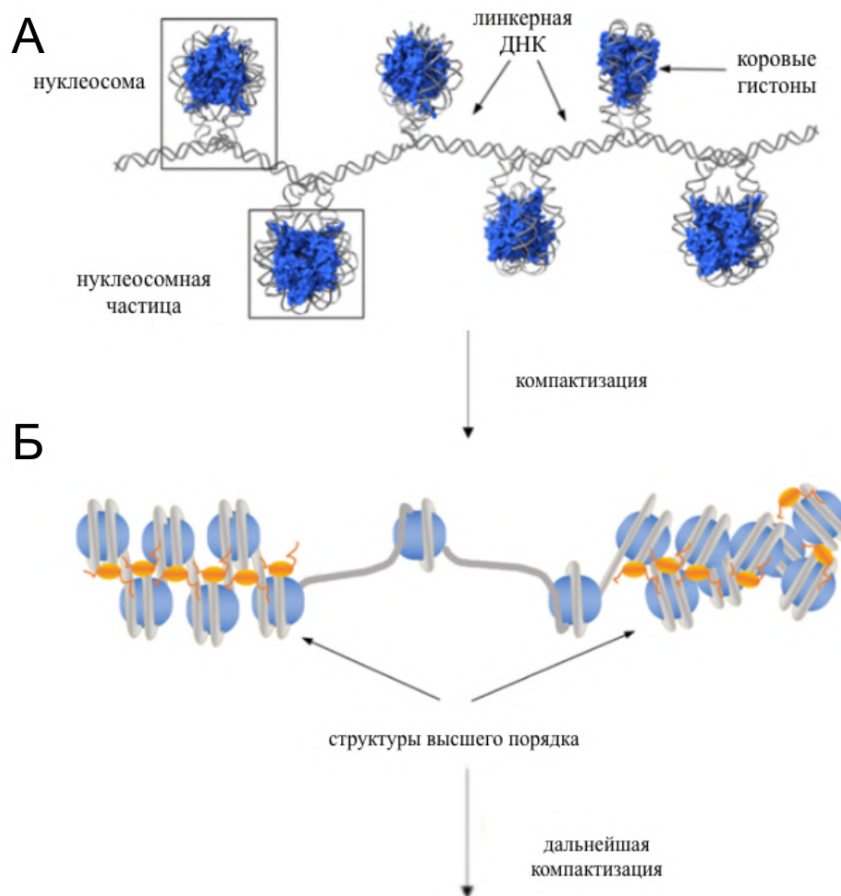 А
линкерная
ДНК
нуклеосома
коровые
гистоны
нуклеосомная
частица
компактизация
Б
структуры высшего порядка
дальнейшая
компактизация